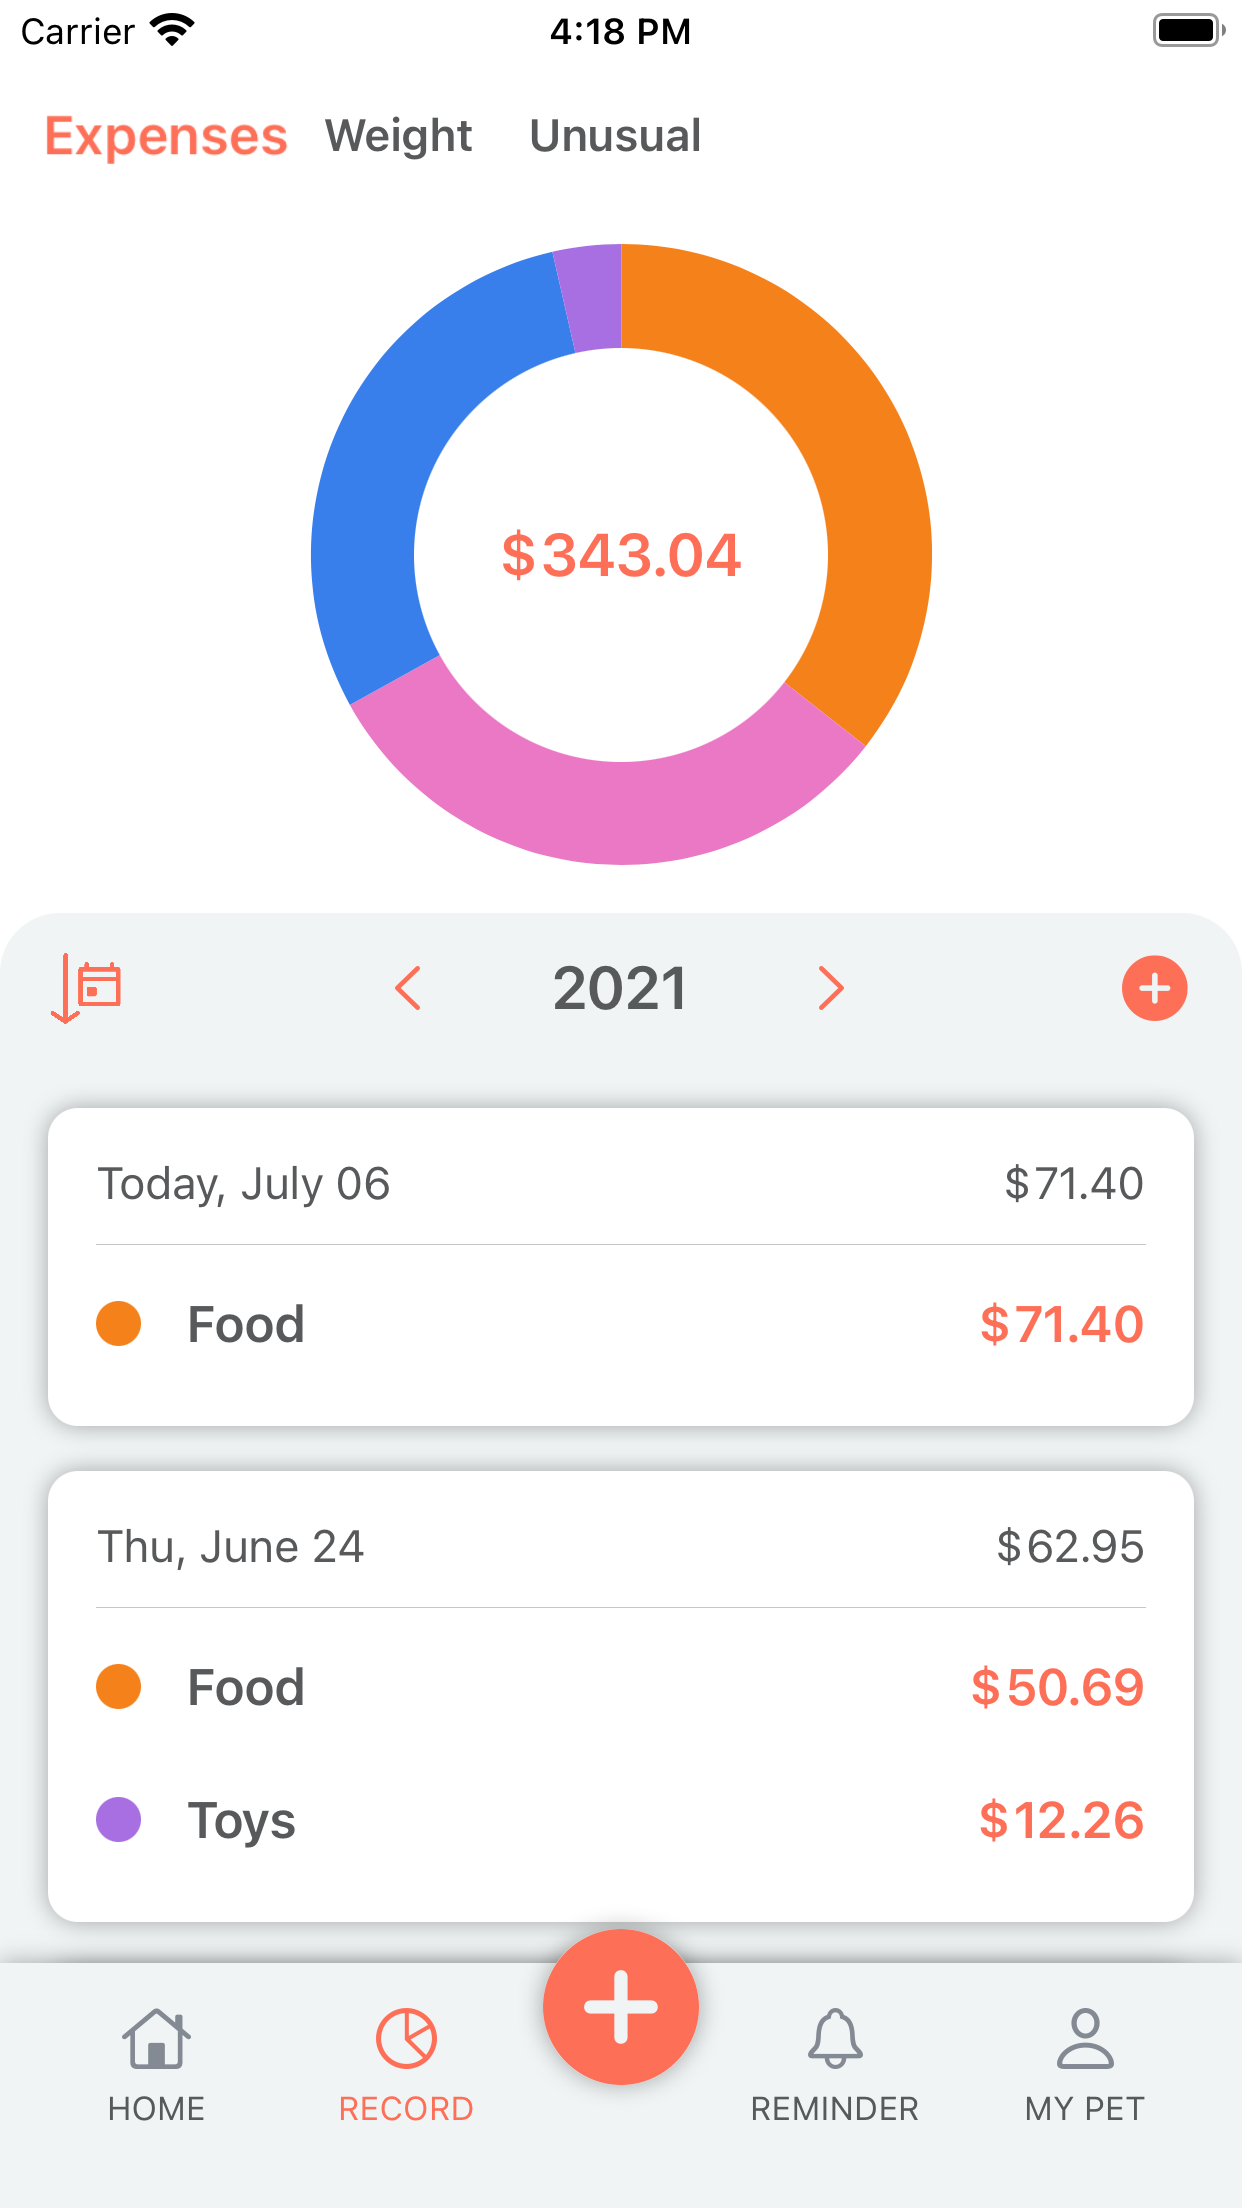 Carrier 4:18 PM
Expenses Weight Unusual
$343.04
2021
Today, July 06 $71.40
Food $71.40
Thu, June 24 $62.95
Food $50.69
Toys $12.26
HOME RECORD REMINDER MY PET